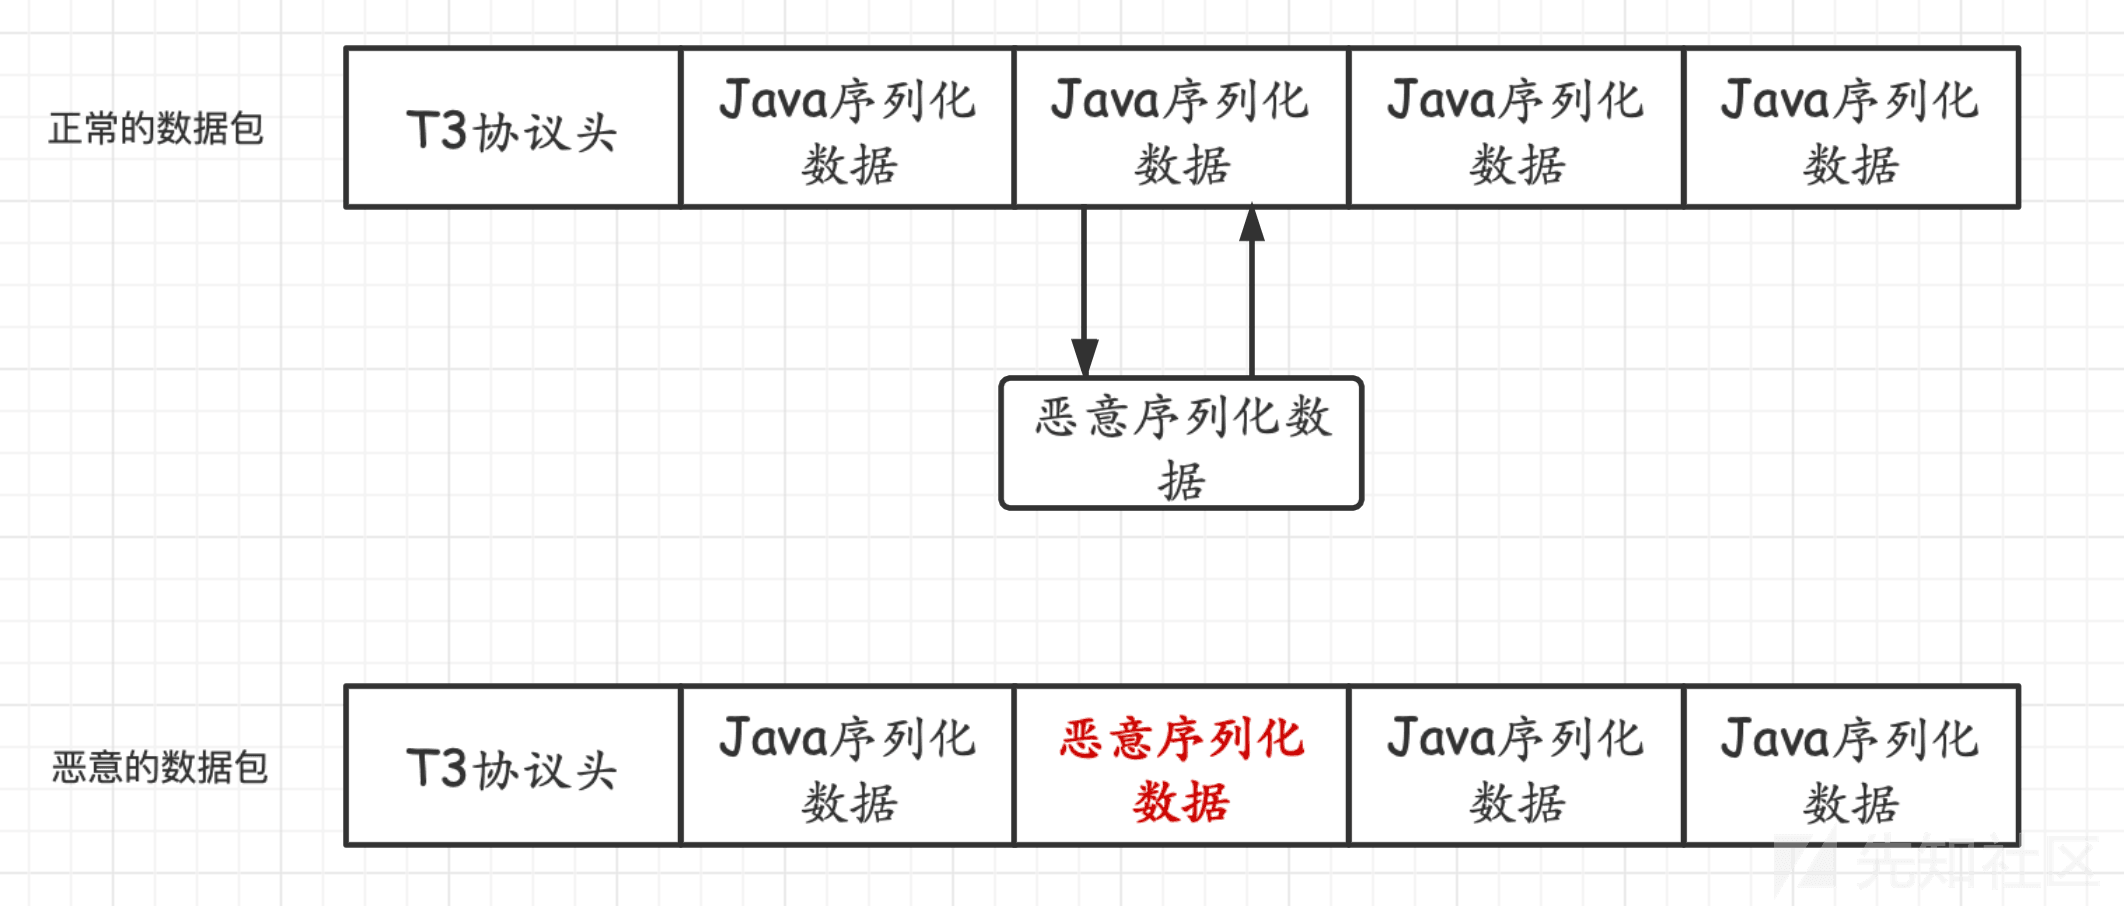 正常的数据包
T3协议头
Java序列化
数据
Java序列化
数据
Java序列化
数据
Java序列化
数据
恶意序列化数
据
恶意的数据包
T3协议头
Java序列化
数据
恶意序列化
数据
Java序列化
数据
Java序列化
数据
先知社区